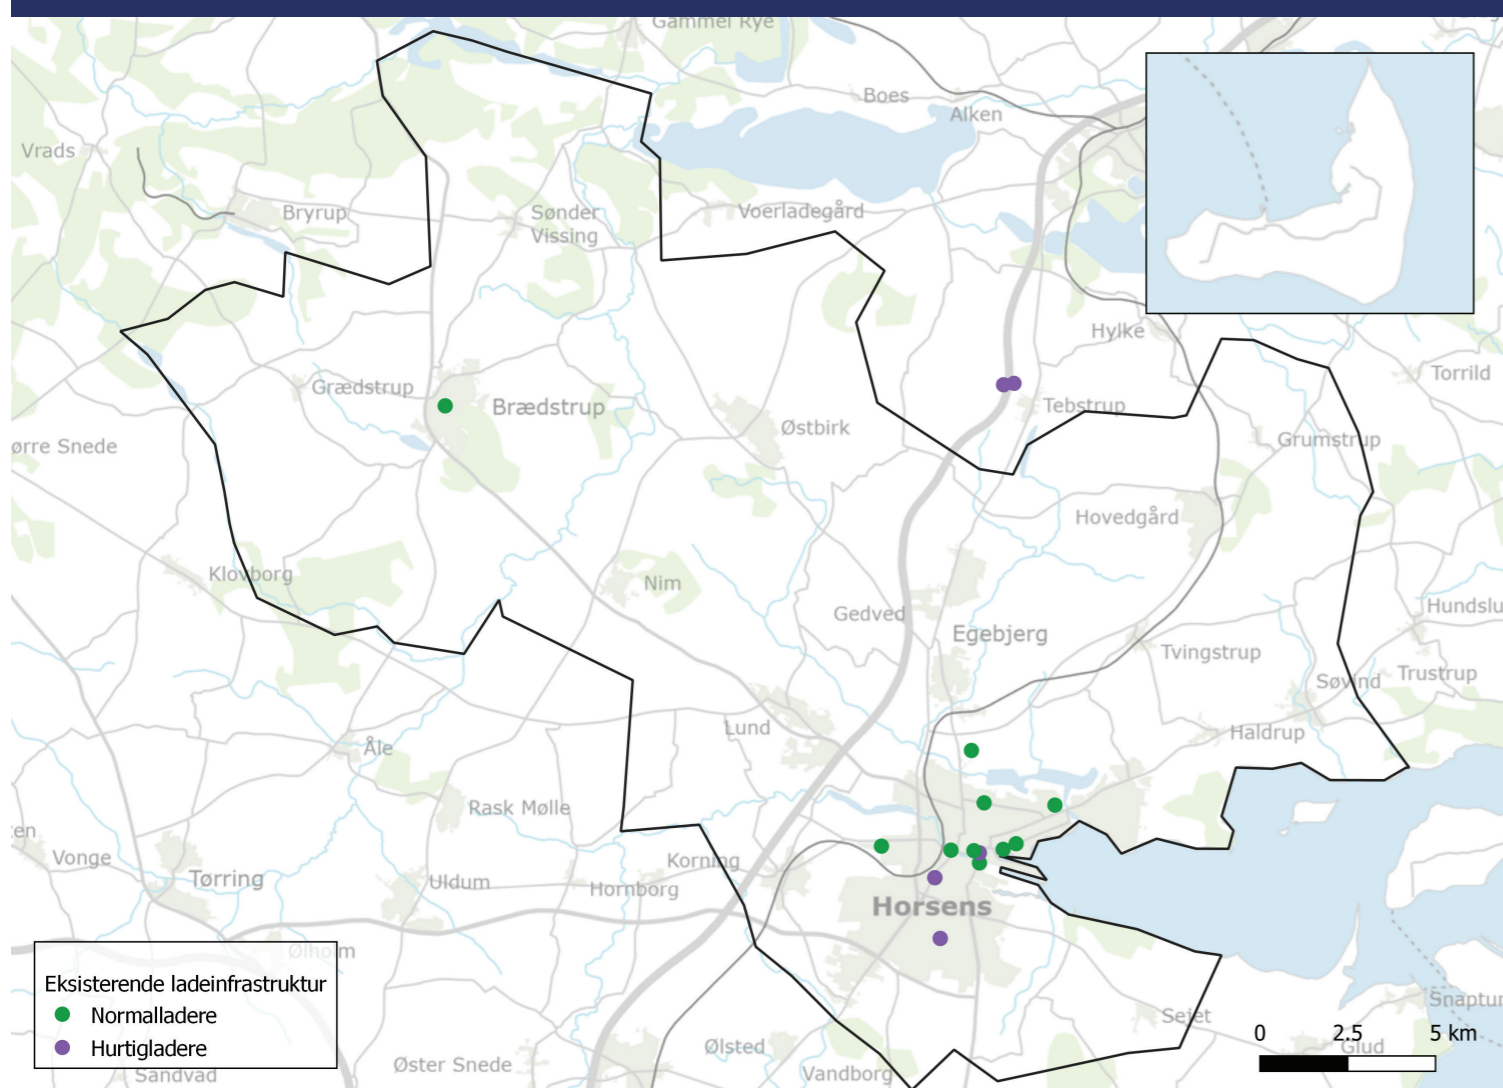 Gammel Rye
Boes
Alken
Vrads
Bryrup
Sønder
Vissing
Voerladegård
Hylke
Torrild
Grædstrup
Brædstrup
Tebstrup
Østbirk
Grumstrup
ørre Snede
Hovedgård
Klovborg
Nim
Gedved
Hundslu
Egebjerg
Tvingstrup
Trustrup
Søvind
Lund
Haldrup
Åle
Rask Mølle
ten
Vonge
Korning
Tørring
Uldum
Hornborg
Horsens
Ølholm
Eksisterende ladeinfrastruktur
Normalladere
Hurtigladere
Snaptun
Sejet
0 2.5 5 km
Glud
Ølsted
Øster Snede
Vandborg
Sandvad